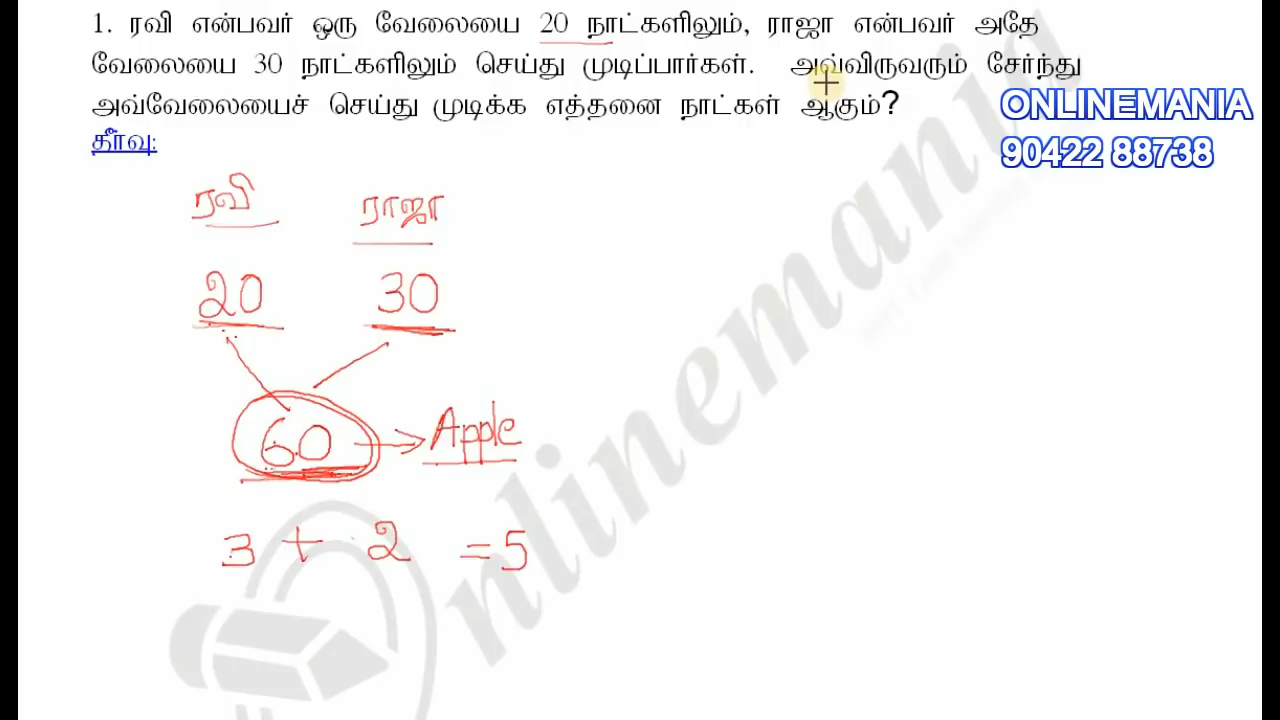 1. ரவி என்பவர் ஒரு வேலையை 20 நாட்களிலும், ராஜா என்பவர் அதே
வேலையை 30 நாட்களிலும் செய்து முடிப்பார்கள். அவ்விருவரும் சேர்ந்து
அவ்வேலையைச் செய்து முடிக்க எத்தனை நாட்கள் ஆகும்?
ONLINEMANIA
தீர்வு:
90422 88738
ரவி ராஜா
20 30
60 → Apple
3 + 2 = 5
nlinemania